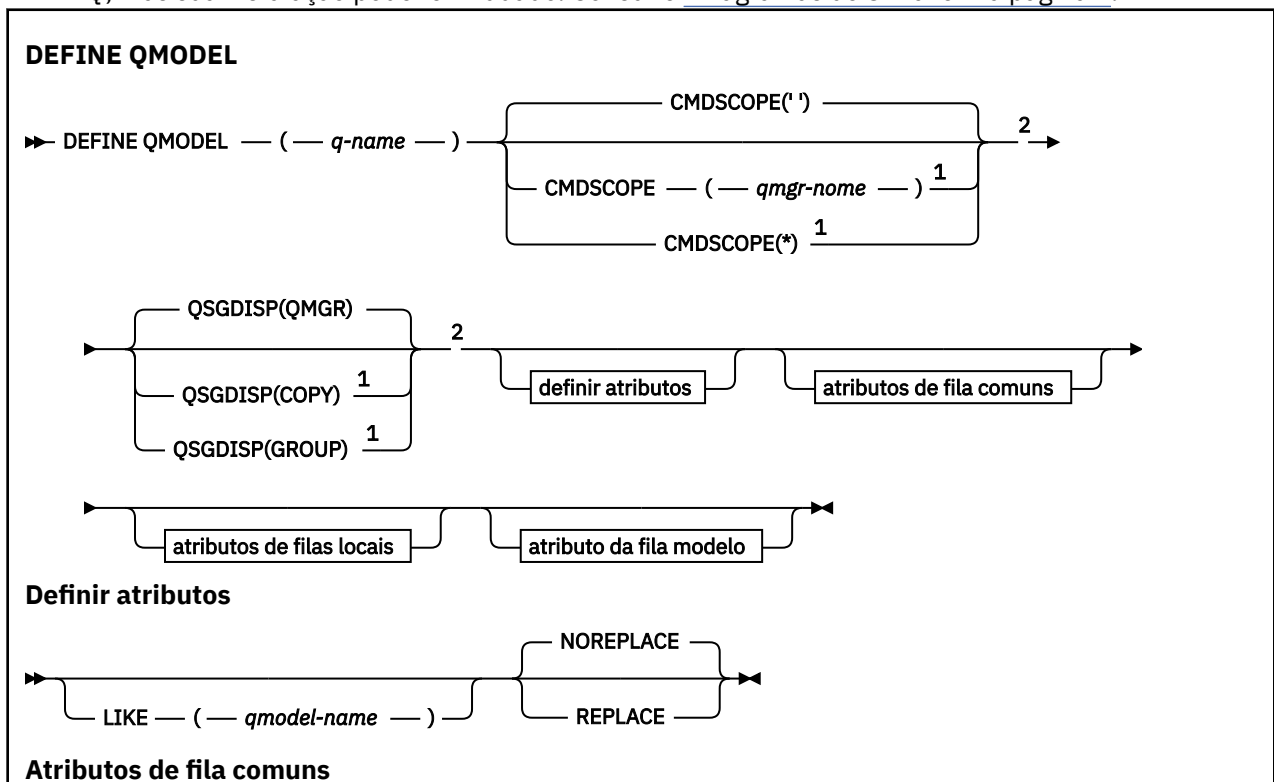 DEFINE QMODEL
CMDSCOPE(' ')
DEFINE QMODEL ( q-name ) 2
CMDSCOPE ( qmgr-nome ) 1
CMDSCOPE(*) 1
QSGDISP(QMGR)
2
QSGDISP(COPY) 1
definir atributos
atributos de fila comuns
QSGDISP(GROUP) 1
atributos de filas locais
atributo da fila modelo
Definir atributos
NOREPLACE
LIKE ( qmodel-name )
REPLACE
Atributos de fila comuns